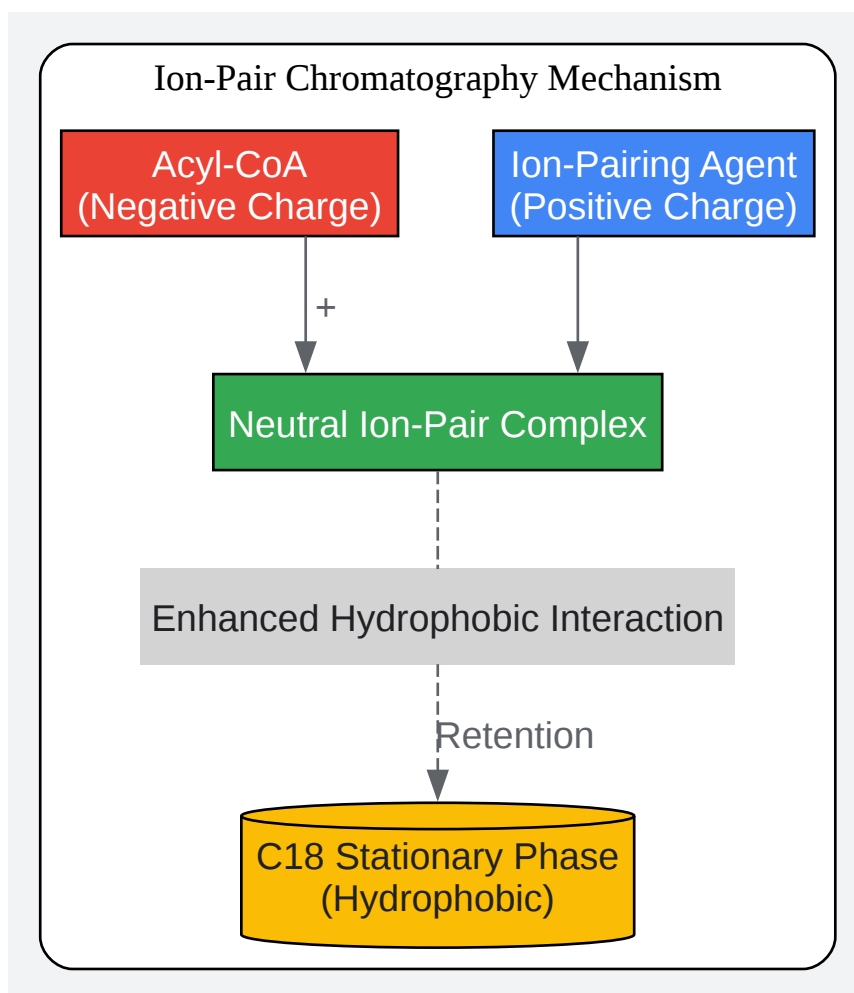 Ion-Pair Chromatography Mechanism
Acyl-CoA
(Negative Charge)
Ion-Pairing Agent
(Positive Charge)
+
Neutral Ion-Pair Complex
Enhanced Hydrophobic Interaction
Retention
C18 Stationary Phase
(Hydrophobic)